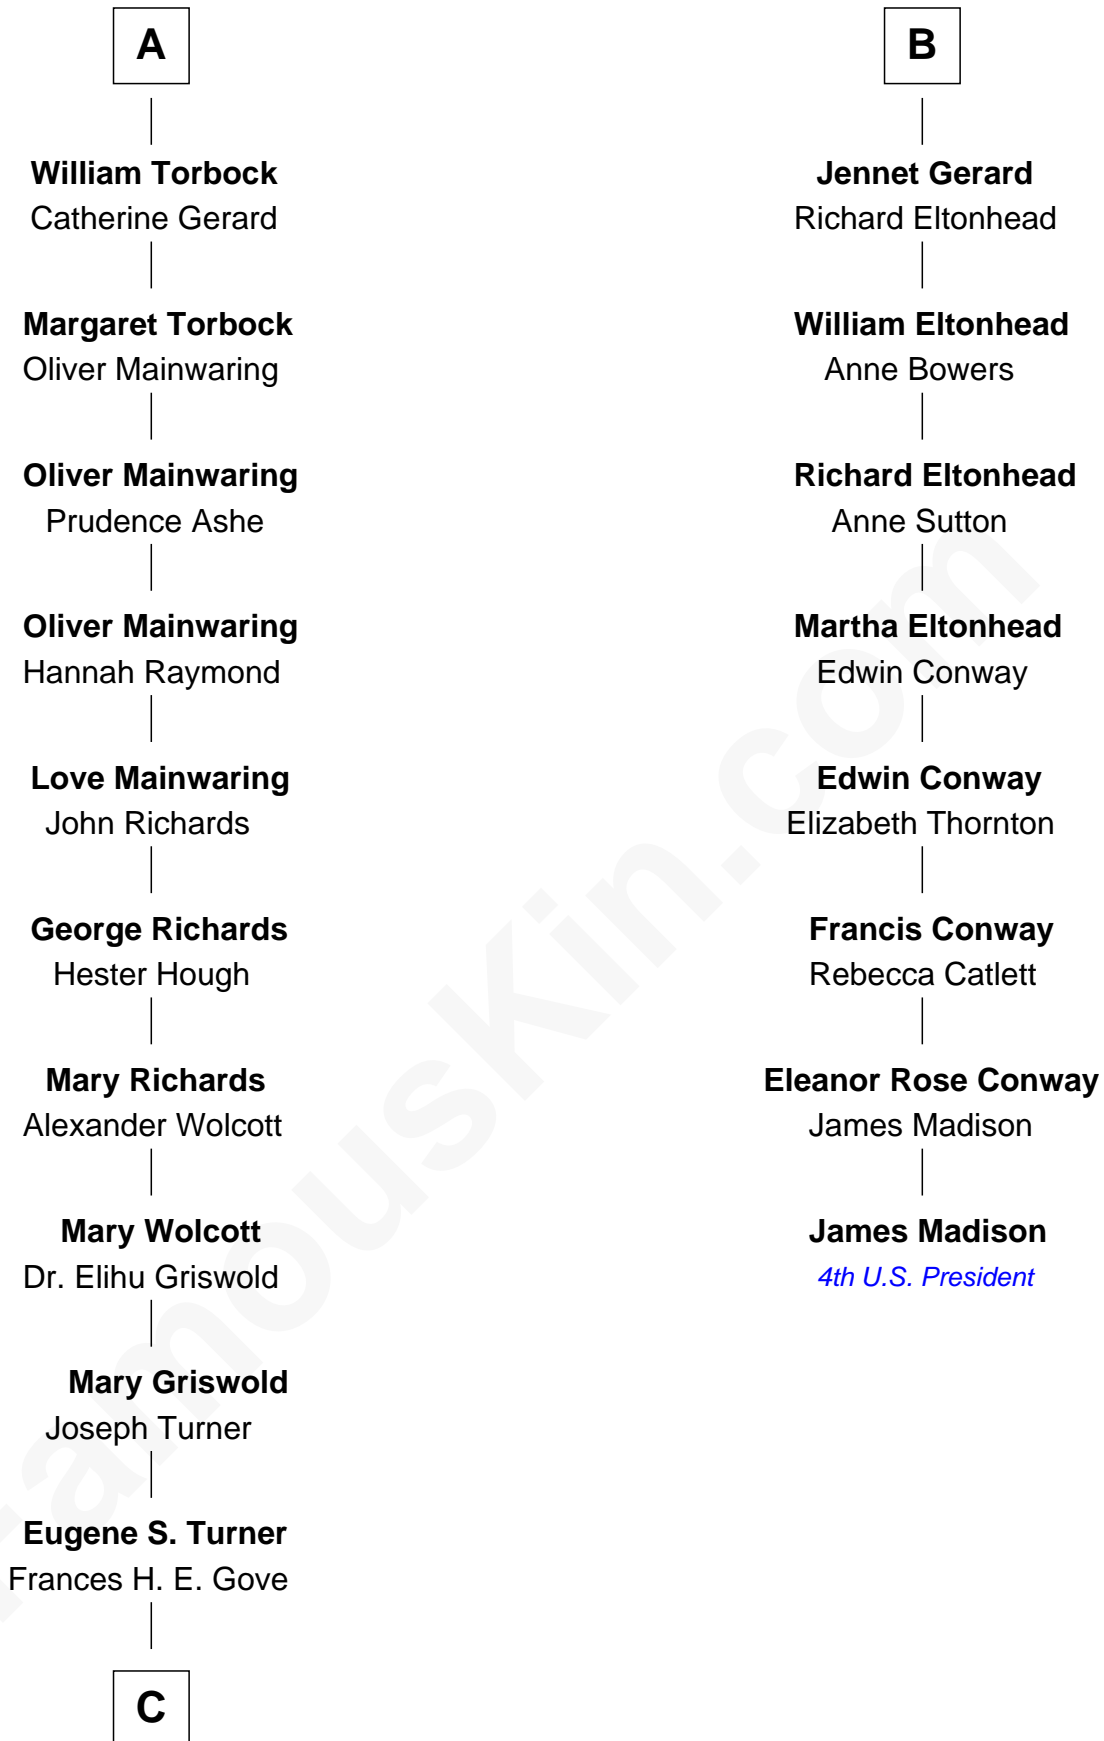 A
William Torbock
Catherine Gerard
Margaret Torbock
Oliver Mainwaring
Oliver Mainwaring
Prudence Ashe
Oliver Mainwaring
Hannah Raymond
Love Mainwaring
John Richards
George Richards
Hester Hough
Mary Richards
Alexander Wolcott
Mary Wolcott
Dr. Elihu Griswold
Mary Griswold
Joseph Turner
Eugene S. Turner
Frances H. E. Gove
C
B
Jennet Gerard
Richard Eltonhead
William Eltonhead
Anne Bowers
Richard Eltonhead
Anne Sutton
Martha Eltonhead
Edwin Conway
Edwin Conway
Elizabeth Thornton
Francis Conway
Rebecca Catlett
Eleanor Rose Conway
James Madison
James Madison
4th U.S. President
FamousKin.com